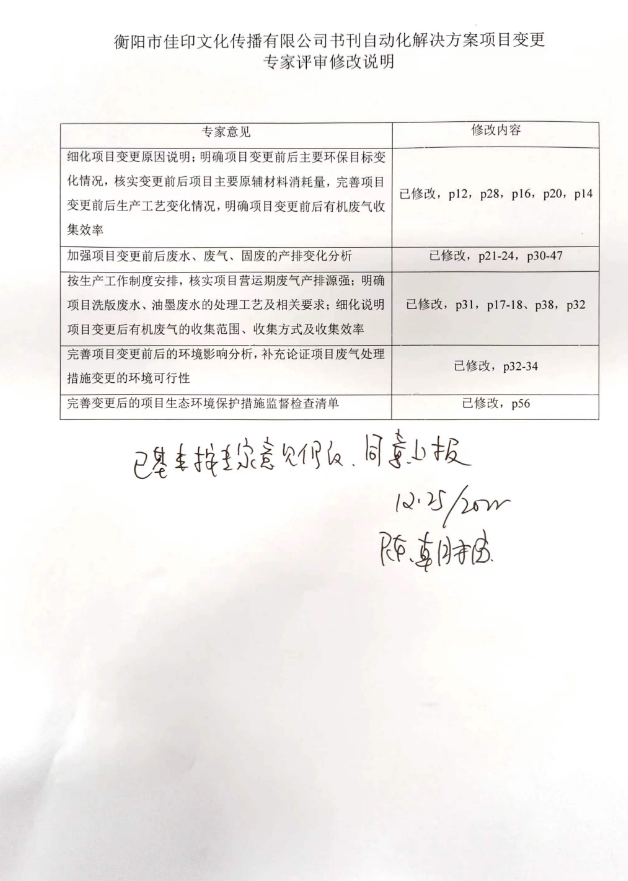 衡阳市佳印文化传播有限公司书刊自动化解决方案项目变更
专家评审修改说明
专家意见
修改内容
细化项目变更原因说明；明确项目变更前后主要环保目标变
化情况，核实变更前后项目主要原辅材料消耗量，完善项目
变更前后生产工艺变化情况，明确项目变更前后有机废气收
集效率
已修改，p12，p28，p16，p20，p14
加强项目变更前后废水、废气、固废的产排变化分析
已修改，p21-24，p30-47
按生产工作制度安排，核实项目营运期废气产排源强；明确
项目洗版废水、油墨废水的处理工艺及相关要求；细化说明
项目变更后有机废气的收集范围、收集方式及收集效率
已修改，p31，p17-18、p38，p32
完善项目变更前后的环境影响分析，补充论证项目废气处理
措施变更的环境可行性
已修改，p32-34
完善变更后的项目生态环境保护措施监督检查清单
已修改，p56
已基本按专家意见修改、同意上报
12.25/2022
陈